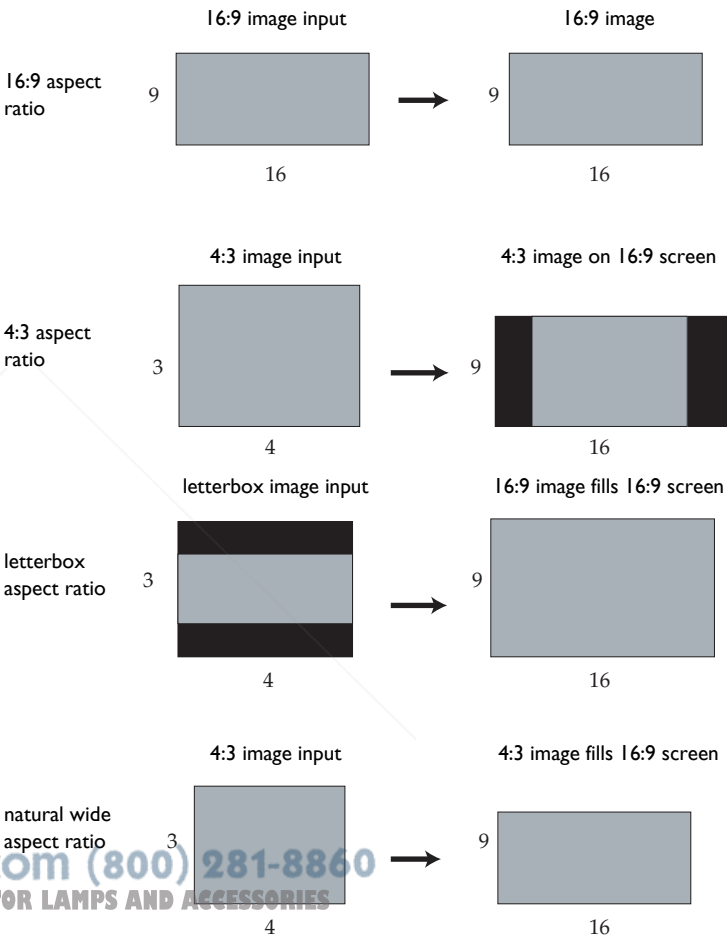 16:9 image input
16:9 image
16:9 aspect
ratio
9
9
16
16
4:3 image input
4:3 image on 16:9 screen
4:3 aspect
ratio
3
9
4
16
letterbox image input
16:9 image fills 16:9 screen
letterbox
aspect ratio
3
9
4
16
4:3 image input
4:3 image fills 16:9 screen
natural wide
aspect ratio
3
9
om (800) 281-8860
OR LAMPS AND ACCESSORIES
4
16